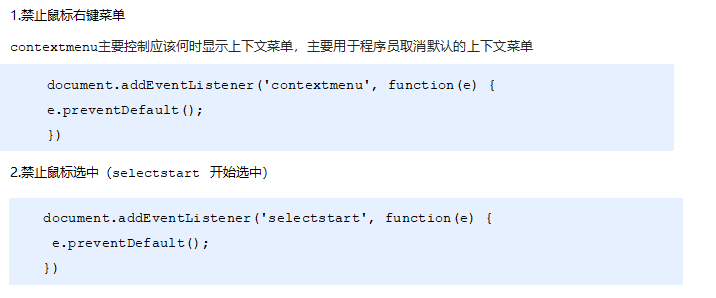 1.禁止鼠标右键菜单
contextmenu主要控制应该何时显示上下文菜单，主要用于程序员取消默认的上下文菜单
document.addEventListener('contextmenu', function(e) {
e.preventDefault();
})
2.禁止鼠标选中（selectstart 开始选中）
document.addEventListener('selectstart', function(e) {
e.preventDefault();
})